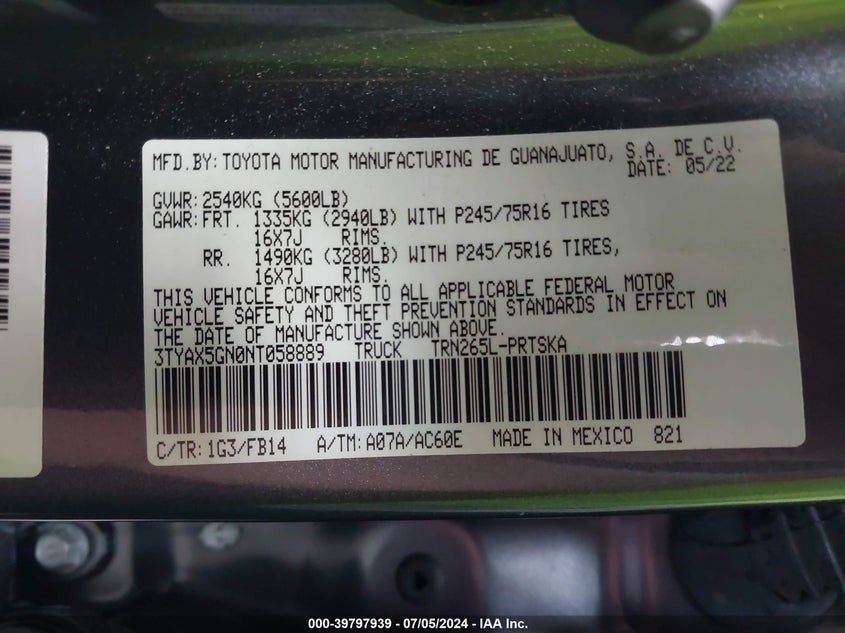 MFD.BY: TOYOTA MOTOR MANUFACTURING DE GUANAJUATO, S.A. DE C.V.
DATE: 05/22
GVWR: 2540KG (5600LB)
GAWR: FRT. 1335KG (2940LB) WITH P245/75R16 TIRES
16X7J RIMS.
RR. 1490KG (3280LB) WITH P245/75R16 TIRES,
16X7J RIMS.
THIS VEHICLE CONFORMS TO ALL APPLICABLE FEDERAL MOTOR
VEHICLE SAFETY AND THEFT PREVENTION STANDARDS IN EFFECT ON
THE DATE OF MANUFACTURE SHOWN ABOVE.
3TYAX5GN0NT058889 TRUCK TRN265L-PRTSKA
C/TR: 1G3/FB14 A/TM: A07A/AC60E MADE IN MEXICO 821
000-39797939 - 07/05/2024 - IAA Inc.